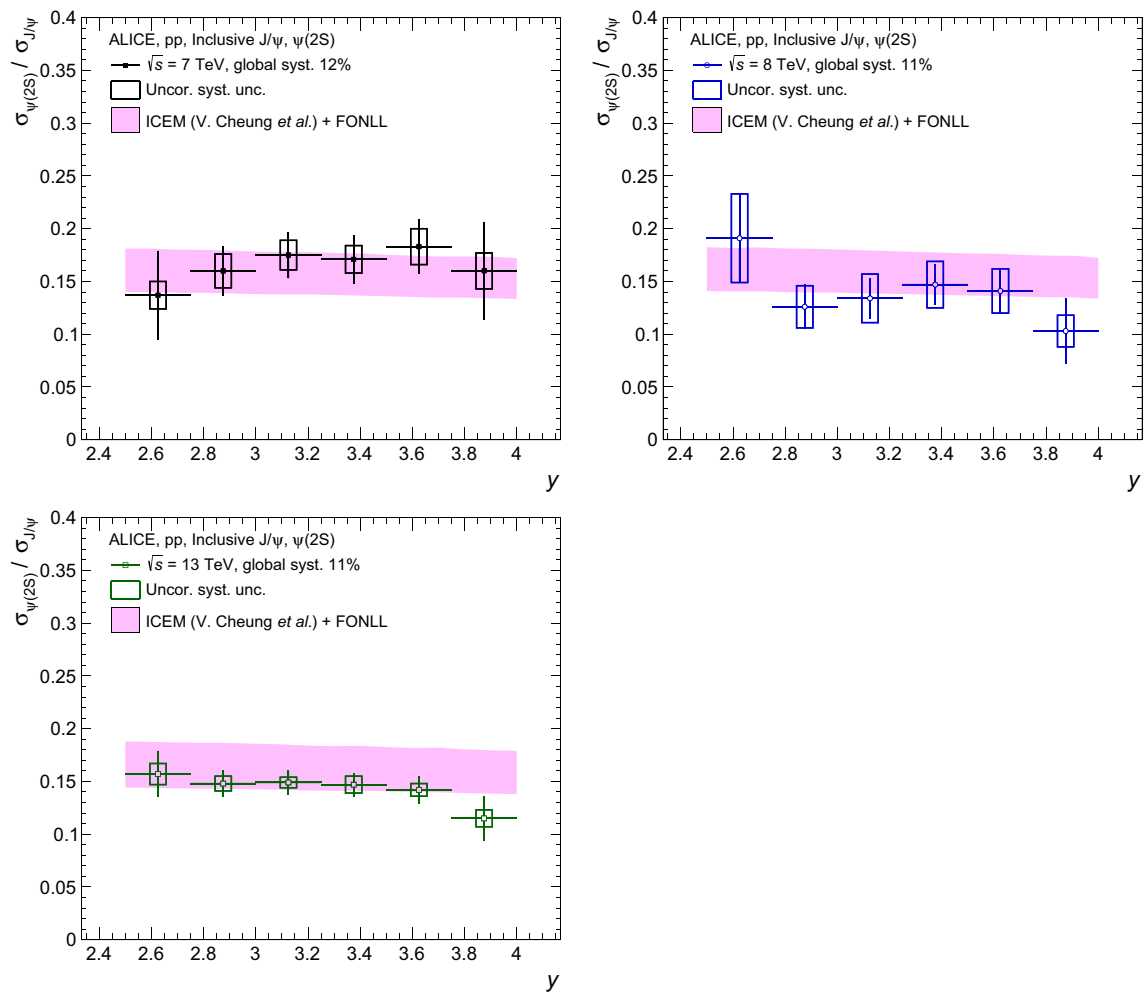 σψ(2S) / σJ/ψ
0.4
0.35
0.3
0.25
0.2
0.15
0.1
0.05
0
ALICE, pp, Inclusive J/ψ, ψ(2S)
√s = 7 TeV, global syst. 12%
Uncor. syst. unc.
ICEM (V. Cheung et al.) + FONLL
2.4 2.6 2.8 3 3.2 3.4 3.6 3.8 4
y
σψ(2S) / σJ/ψ
0.4
0.35
0.3
0.25
0.2
0.15
0.1
0.05
0
ALICE, pp, Inclusive J/ψ, ψ(2S)
√s = 8 TeV, global syst. 11%
Uncor. syst. unc.
ICEM (V. Cheung et al.) + FONLL
2.4 2.6 2.8 3 3.2 3.4 3.6 3.8 4
y
σψ(2S) / σJ/ψ
0.4
0.35
0.3
0.25
0.2
0.15
0.1
0.05
0
ALICE, pp, Inclusive J/ψ, ψ(2S)
√s = 13 TeV, global syst. 11%
Uncor. syst. unc.
ICEM (V. Cheung et al.) + FONLL
2.4 2.6 2.8 3 3.2 3.4 3.6 3.8 4
y